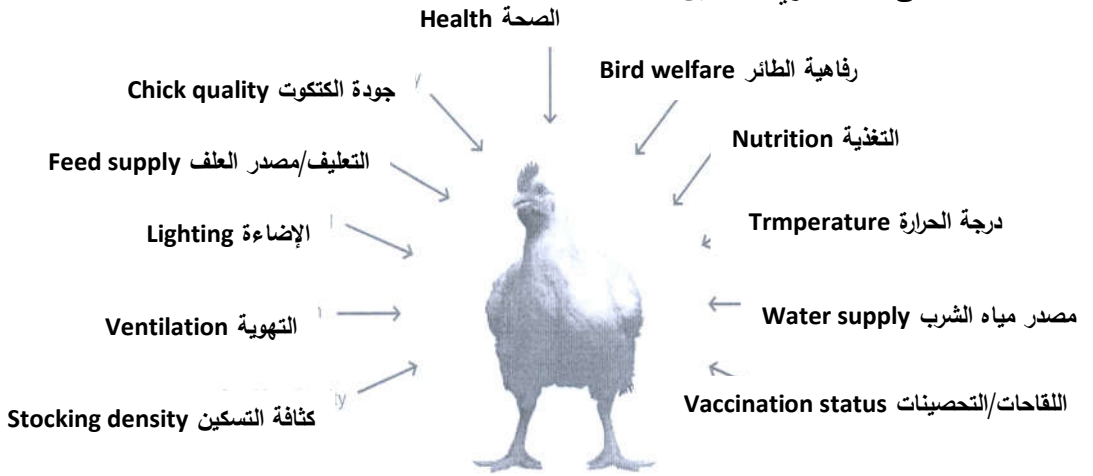 الصحة Health
رفاهية الطائر Bird welfare
جودة الكتكوت Chick quality
التغذية Nutrition
التعليف/مصدر العلف Feed supply
درجة الحرارة Trmperature
الإضاءة Lighting
مصدر مياه الشرب Water supply
التهوية Ventilation
اللقاحات/التحصينات Vaccination status
كثافة التسكين Stocking density